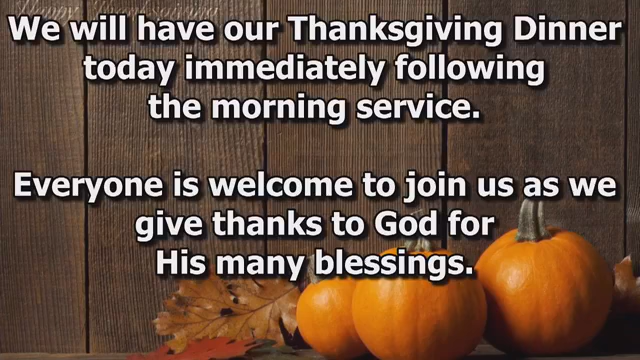 We will have our Thanksgiving Dinner
today immediately following
the morning service.
Everyone is welcome to join us as we
give thanks to God for
His many blessings.